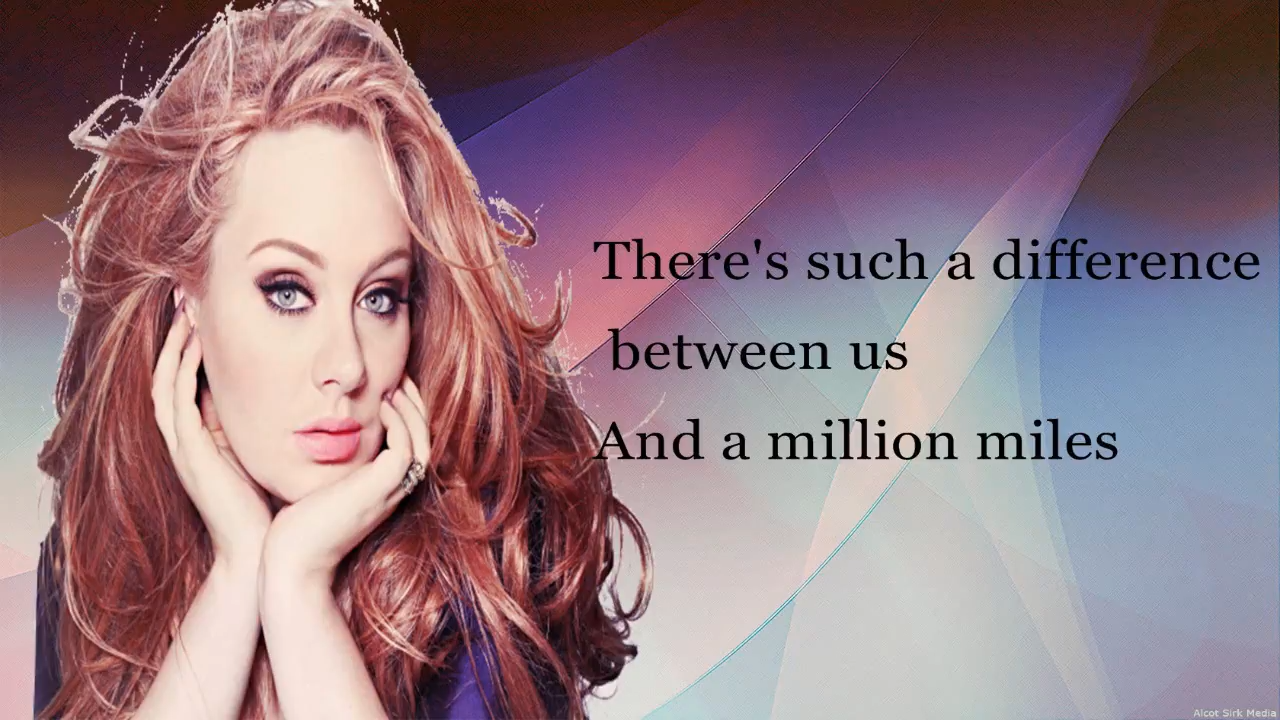 There's such a difference
between us
And a million miles
Alcot Sirk Media